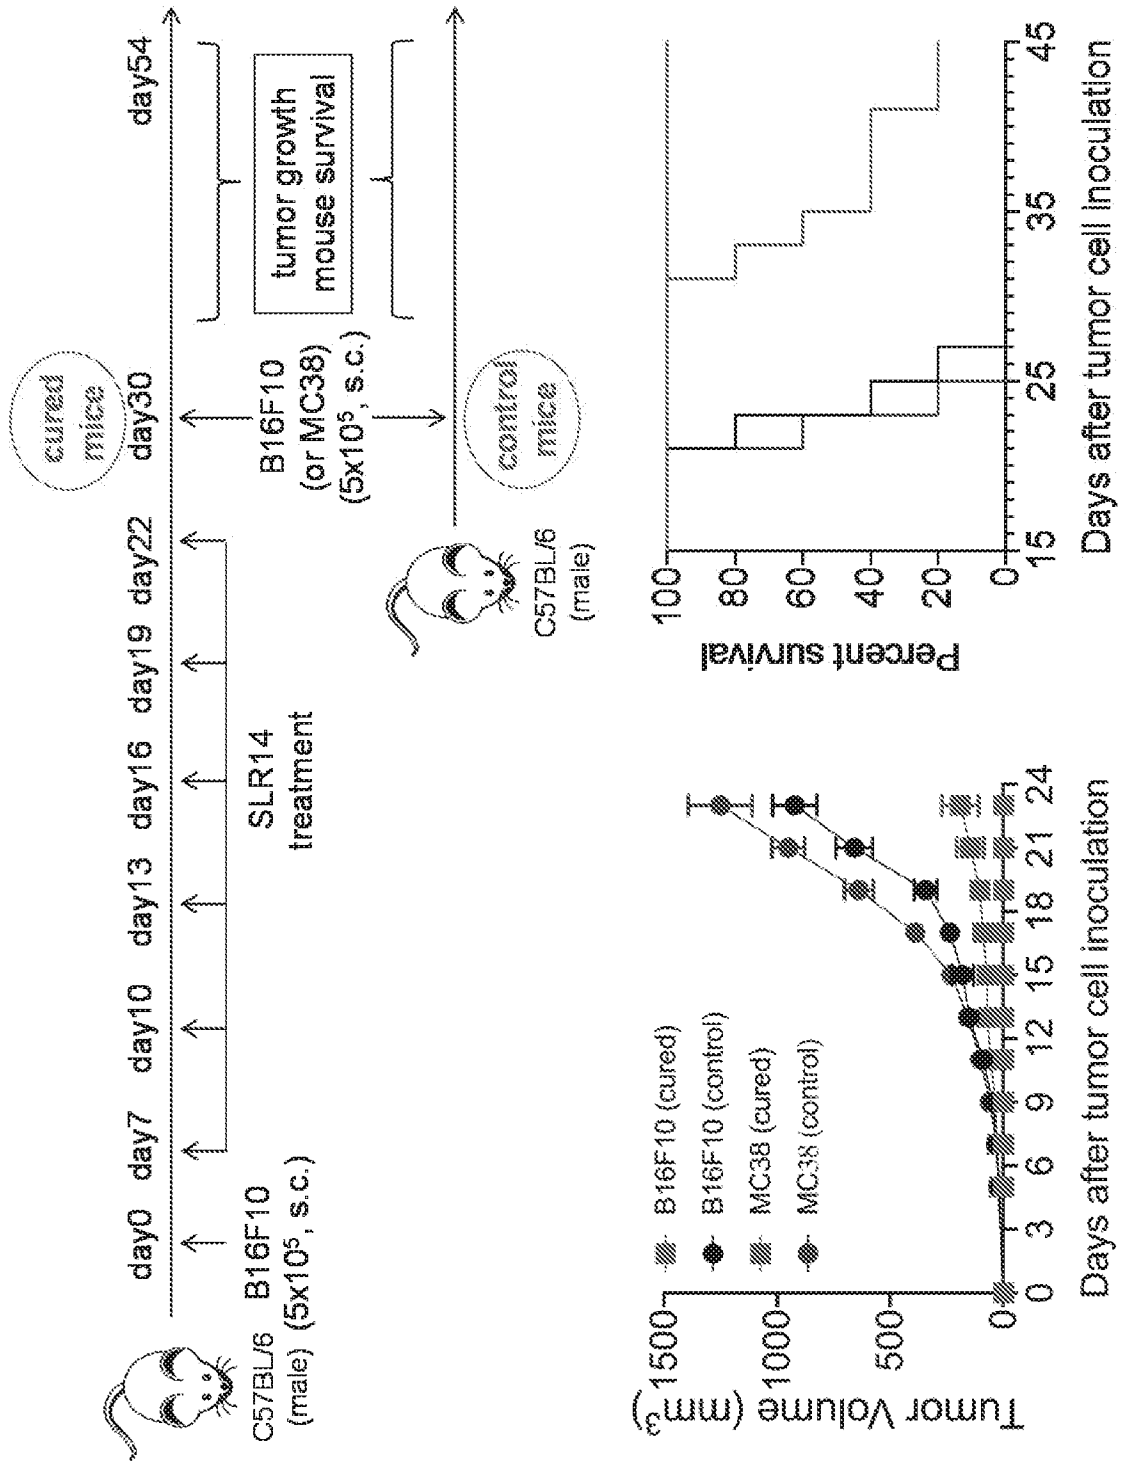 day0 day7 day10 day13 day16 day19 day22 day30 day54
cured
mice
C57BL/6
(male)
B16F10
(5x10⁵, s.c.)
SLR14
treatment
B16F10
(or MC38)
(5x10⁵, s.c.)
tumor growth
mouse survival
C57BL/6
(male)
control
mice
Tumor Volume (mm³)
1500
1000
500
0
B16F10 (cured)
B16F10 (control)
MC38 (cured)
MC38 (control)
0 3 6 9 12 15 18 21 24
Days after tumor cell inoculation
Percent survival
100
80
60
40
20
0
15 25 35 45
Days after tumor cell inoculation